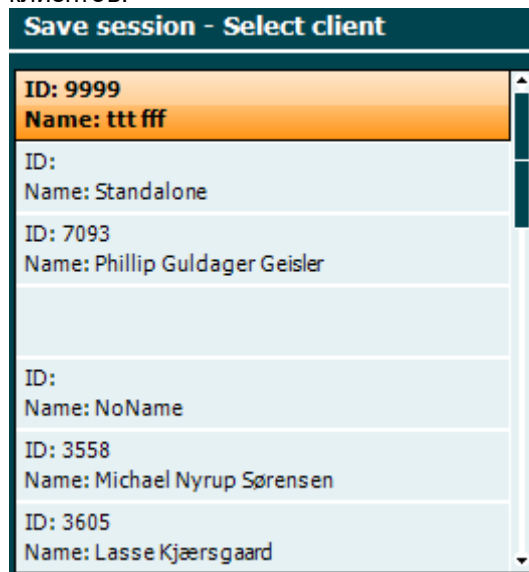 клиентов.
Save session - Select client
ID: 9999
Name: ttt fff
ID:
Name: Standalone
ID: 7093
Name: Phillip Guldager Geisler
ID:
Name: NoName
ID: 3558
Name: Michael Nyrup Sørensen
ID: 3605
Name: Lasse Kjærsgaard